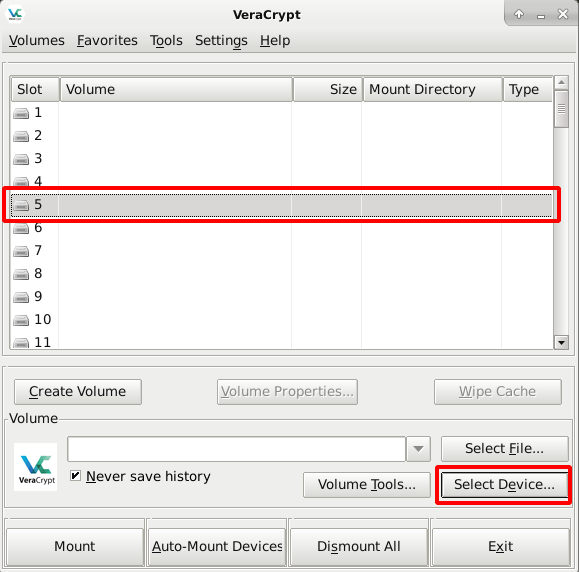 VeraCrypt
Volumes Favorites Tools Settings Help
Slot Volume Size Mount Directory Type
1
2
3
4
5
6
7
8
9
10
11
Create Volume Volume Properties... Wipe Cache
Volume
Select File...
VeraCrypt
Never save history
Volume Tools... Select Device...
Mount Auto-Mount Devices Dismount All Exit